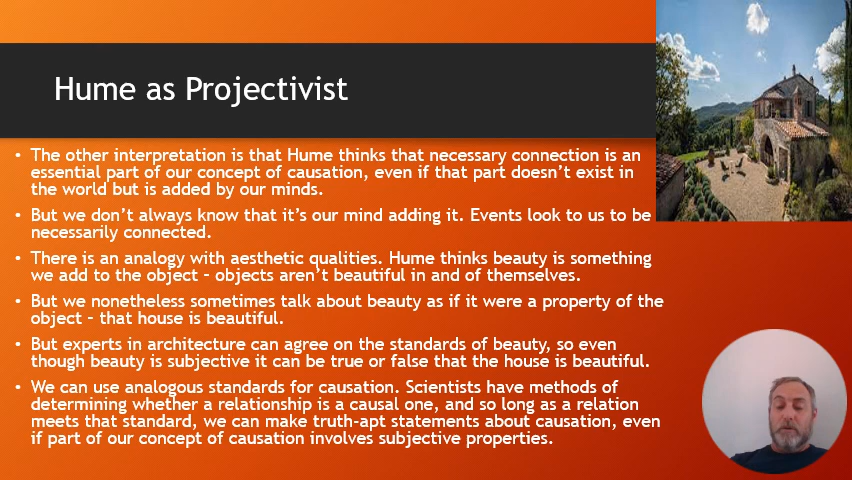 Hume as Projectivist
• The other interpretation is that Hume thinks that necessary connection is an
essential part of our concept of causation, even if that part doesn't exist in
the world but is added by our minds.
• But we don't always know that it's our mind adding it. Events look to us to be
necessarily connected.
• There is an analogy with aesthetic qualities. Hume thinks beauty is something
we add to the object – objects aren't beautiful in and of themselves.
• But we nonetheless sometimes talk about beauty as if it were a property of the
object – that house is beautiful.
• But experts in architecture can agree on the standards of beauty, so even
though beauty is subjective it can be true or false that the house is beautiful.
• We can use analogous standards for causation. Scientists have methods of
determining whether a relationship is a causal one, and so long as a relation
meets that standard, we can make truth-apt statements about causation, even
if part of our concept of causation involves subjective properties.